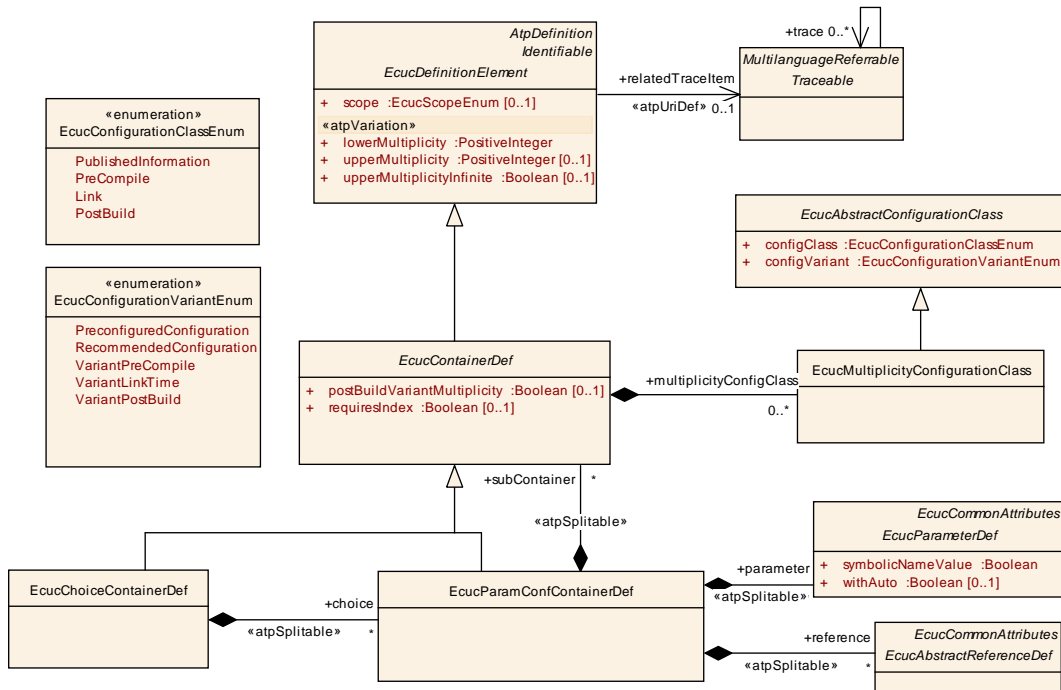 AtpDefinition
Identifiable
EcucDefinitionElement
+ scope :EcucScopeEnum [0..1]
«atpVariation»
+ lowerMultiplicity :PositiveInteger
+ upperMultiplicity :PositiveInteger [0..1]
+ upperMultiplicityInfinite :Boolean [0..1]
+relatedTraceItem
«atpUriDef» 0..1
+trace 0..*
MultilanguageReferrable
Traceable
«enumeration»
EcucConfigurationClassEnum
PublishedInformation
PreCompile
Link
PostBuild
«enumeration»
EcucConfigurationVariantEnum
PreconfiguredConfiguration
RecommendedConfiguration
VariantPreCompile
VariantLinkTime
VariantPostBuild
EcucAbstractConfigurationClass
+ configClass :EcucConfigurationClassEnum
+ configVariant :EcucConfigurationVariantEnum
EcucContainerDef
+ postBuildVariantMultiplicity :Boolean [0..1]
+ requiresIndex :Boolean [0..1]
+multiplicityConfigClass
0..*
EcucMultiplicityConfigurationClass
+subContainer *
«atpSplitable»
EcucChoiceContainerDef
+choice
«atpSplitable» *
EcucParamConfContainerDef
+parameter
«atpSplitable» *
EcucCommonAttributes
EcucParameterDef
+ symbolicNameValue :Boolean
+ withAuto :Boolean [0..1]
+reference
«atpSplitable» *
EcucCommonAttributes
EcucAbstractReferenceDef